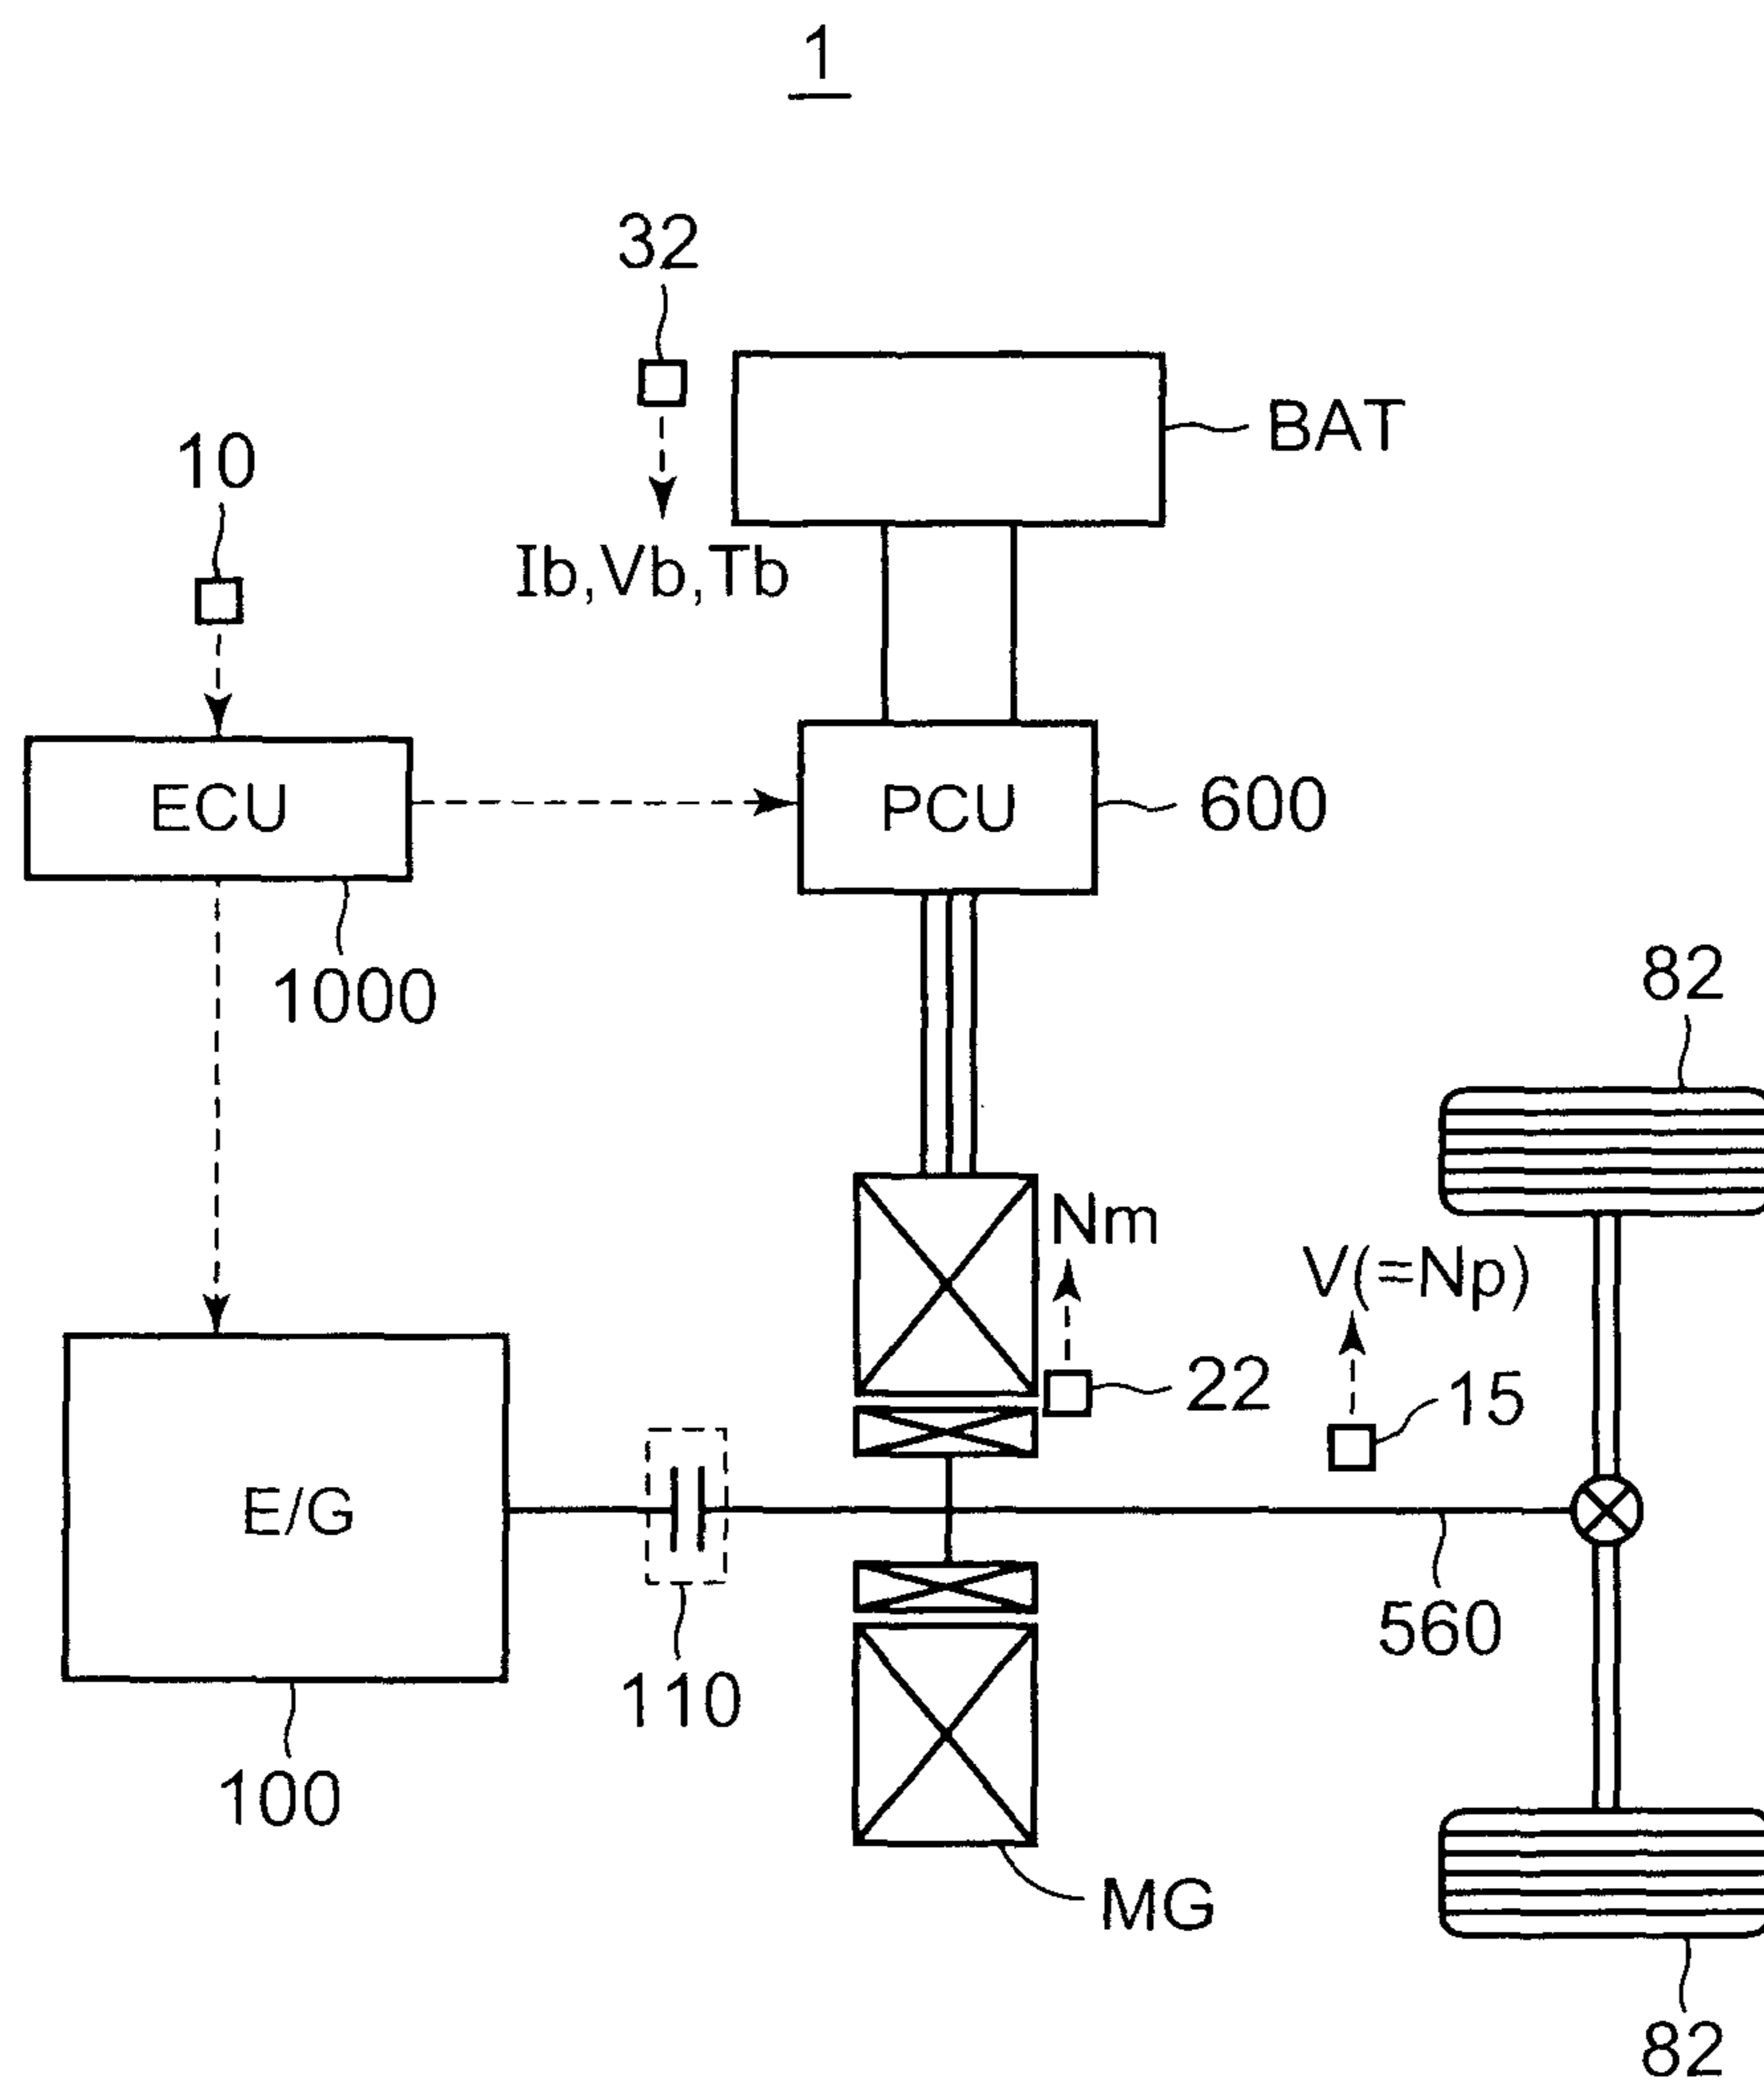 1
32
BAT
10
Ib,Vb,Tb
ECU
PCU
600
1000
82
Nm
V(=Np)
22
15
E/G
560
110
100
MG
82